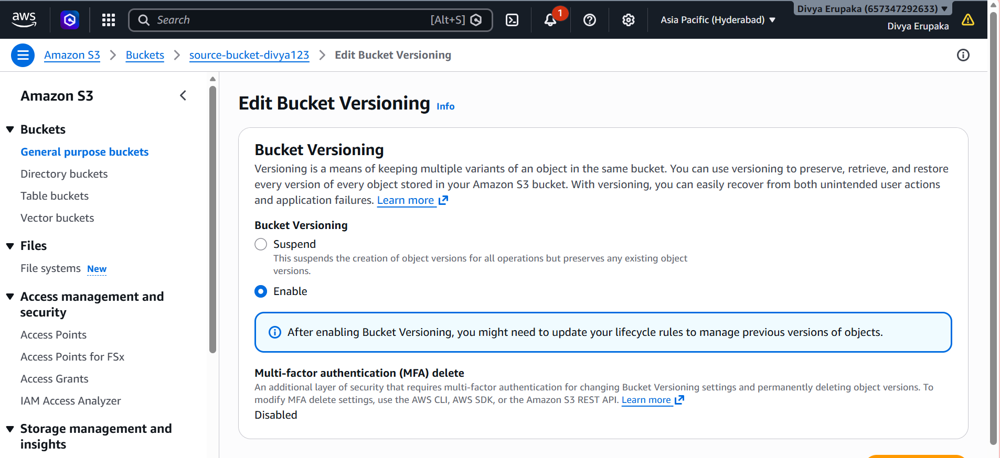 aws
Search
[Alt+S]
1
Asia Pacific (Hyderabad)
Divya Erupaka (657347292633)
Divya Erupaka
Amazon S3
Buckets
source-bucket-divya123
Edit Bucket Versioning
Amazon S3
Buckets
General purpose buckets
Directory buckets
Table buckets
Vector buckets
Files
File systems New
Access management and
security
Access Points
Access Points for FSx
Access Grants
IAM Access Analyzer
Storage management and
insights
Edit Bucket Versioning Info
Bucket Versioning
Versioning is a means of keeping multiple variants of an object in the same bucket. You can use versioning to preserve, retrieve, and restore
every version of every object stored in your Amazon S3 bucket. With versioning, you can easily recover from both unintended user actions
and application failures. Learn more
Bucket Versioning
Suspend
This suspends the creation of object versions for all operations but preserves any existing object
versions.
Enable
After enabling Bucket Versioning, you might need to update your lifecycle rules to manage previous versions of objects.
Multi-factor authentication (MFA) delete
An additional layer of security that requires multi-factor authentication for changing Bucket Versioning settings and permanently deleting object versions. To
modify MFA delete settings, use the AWS CLI, AWS SDK, or the Amazon S3 REST API. Learn more
Disabled